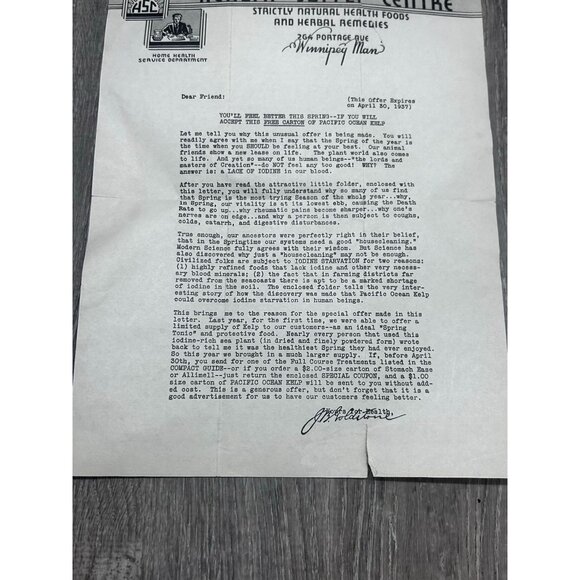 HSC
HEALTH SUPPLY CENTRE
STRICTLY NATURAL HEALTH FOODS
AND HERBAL REMEDIES
HOME HEALTH
SERVICE DEPARTMENT
264 PORTAGE AVE
Winnipeg Man
Dear Friend:
(This Offer Expires
on April 30, 1937)
YOU'LL FEEL BETTER THIS SPRING--IF YOU WILL
ACCEPT THIS FREE CARTON OF PACIFIC OCEAN KELP
Let me tell you why this unusual offer is being made. You will
readily agree with me when I say that the Spring of the year is
the time when you SHOULD be feeling at your best. Our animal
friends show a new lease on life. The plant world also comes
to life. And yet so many of us human beings--"the lords and
masters of Creation"--do NOT feel any too good! WHY? The
answer is: a LACK OF IODINE in our blood.
After you have read the attractive little folder, enclosed with
this letter, you will fully understand why so many of us find
that Spring is the most trying Season of the whole year...why,
in Spring, our vitality is at its lowest ebb, causing the Death
Rate to go up...why rheumatic pains become sharper...why one's
nerves are on edge...and why a person is then subject to coughs,
colds, catarrh, and digestive disturbances.
True enough, our ancestors were perfectly right in their belief,
that in the Springtime our systems need a good "housecleaning."
Modern Science fully agrees with their wisdom. But Science has
also discovered why just a "housecleaning" may not be enough.
Civilized folks are subject to IODINE STARVATION for two reasons:
(1) highly refined foods that lack iodine and other very neces-
sary blood minerals; (2) the fact that in farming districts far
removed from the seacoasts there is apt to be a marked shortage
of iodine in the soil. The enclosed folder tells the very inter-
esting story of how the discovery was made that Pacific Ocean Kelp
could overcome iodine starvation in human beings.
This brings me to the reason for the special offer made in this
letter. Last year, for the first time, we were able to offer a
limited supply of Kelp to our customers--as an ideal "Spring
Tonic" and protective food. Nearly every person that used this
iodine-rich sea plant (in dried and finely powdered form) wrote
back to tell me it was the healthiest Spring they had ever enjoyed.
So this year we brought in a much larger supply. If, before April
30th, you send for one of the Full Course Treatments listed in the
COMPACT GUIDE--or if you order a $2.00-size carton of Stomach Ease
or Allimell--just return the enclosed SPECIAL COUPON, and a $1.00
size carton of PACIFIC OCEAN KELP will be sent to you without add-
ed cost. This is a generous offer, but don't forget that it is a
good advertisement for us to have our customers feeling better.
Yours for Health,
J.B. Goldstone